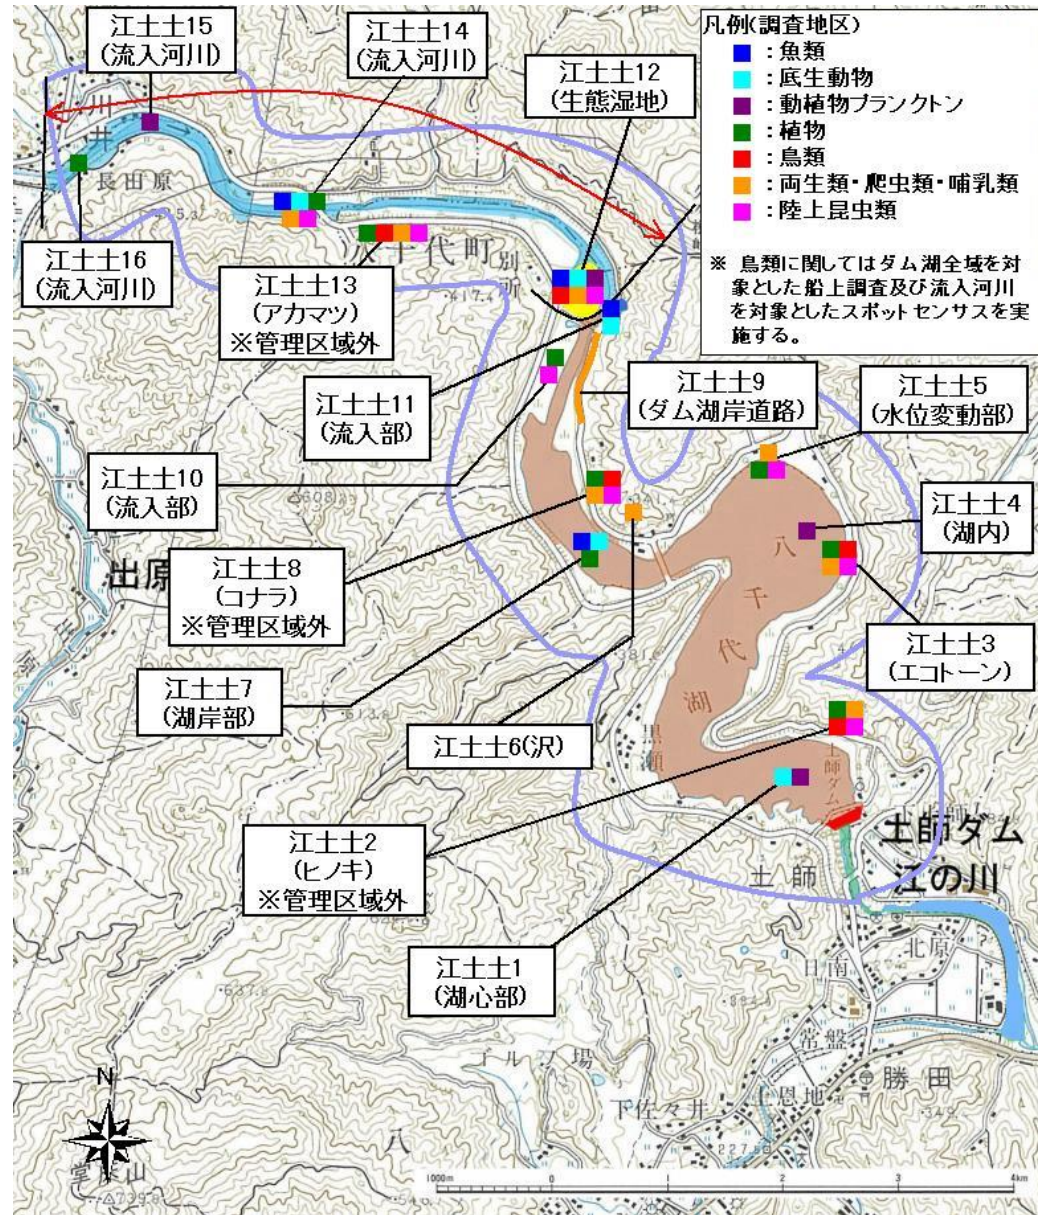 江土土15
(流入河川)
江土土14
(流入河川)
江土土12
(生態湿地)
凡例(調査地区)
：魚類
：底生動物
：動植物プランクトン
：植物
：鳥類
：両生類・爬虫類・哺乳類
：陸上昆虫類
※ 鳥類に関してはダム湖全域を対
象とした船上調査及び流入河川
を対象としたスポットセンサスを実
施する。
川井
長田原
江土土16
(流入河川)
八千代町
別所
417.4
江土土13
(アカマツ)
※管理区域外
江土土11
(流入部)
江土土9
(ダム湖岸道路)
江土土5
(水位変動部)
江土土10
(流入部)
江土土4
(湖内)
出原
江土土8
(コナラ)
※管理区域外
八千代湖
江土土3
(エコトーン)
江土土7
(湖岸部)
江土土6(沢)
黒瀬
土師ダム
江土土2
(ヒノキ)
※管理区域外
土師ダム
江の川
土師
江土土1
(湖心部)
北原
日南
常盤
ゴルフ場
勝田
上恩地
下佐々井
N
八
1000m
0
2
4km